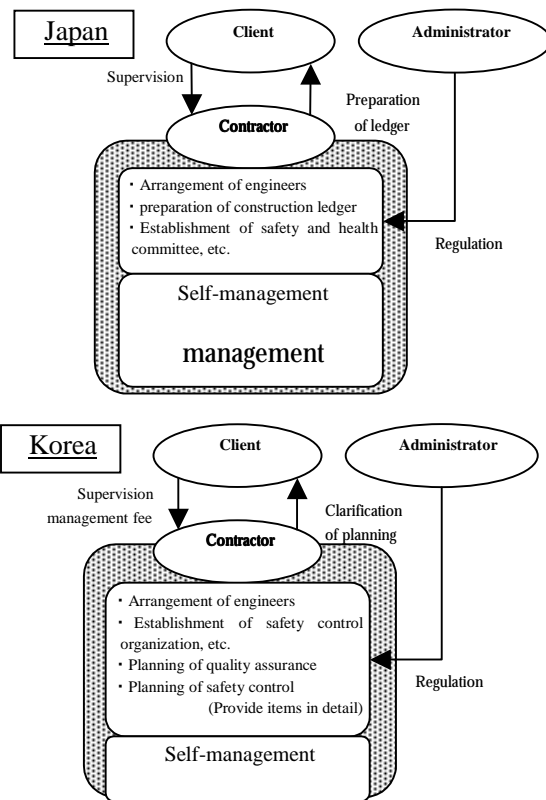 Japan
Client
Administrator
Supervision
Preparation
of ledger
Contractor
・Arrangement of engineers
・preparation of construction ledger
・Establishment of safety and health
committee, etc.
Regulation
Self-management
management
Korea
Client
Administrator
Supervision
management fee
Clarification
of planning
Contractor
・Arrangement of engineers
・Establishment of safety control
organization, etc.
・Planning of quality assurance
・Planning of safety control
(Provide items in detail)
Regulation
Self-management